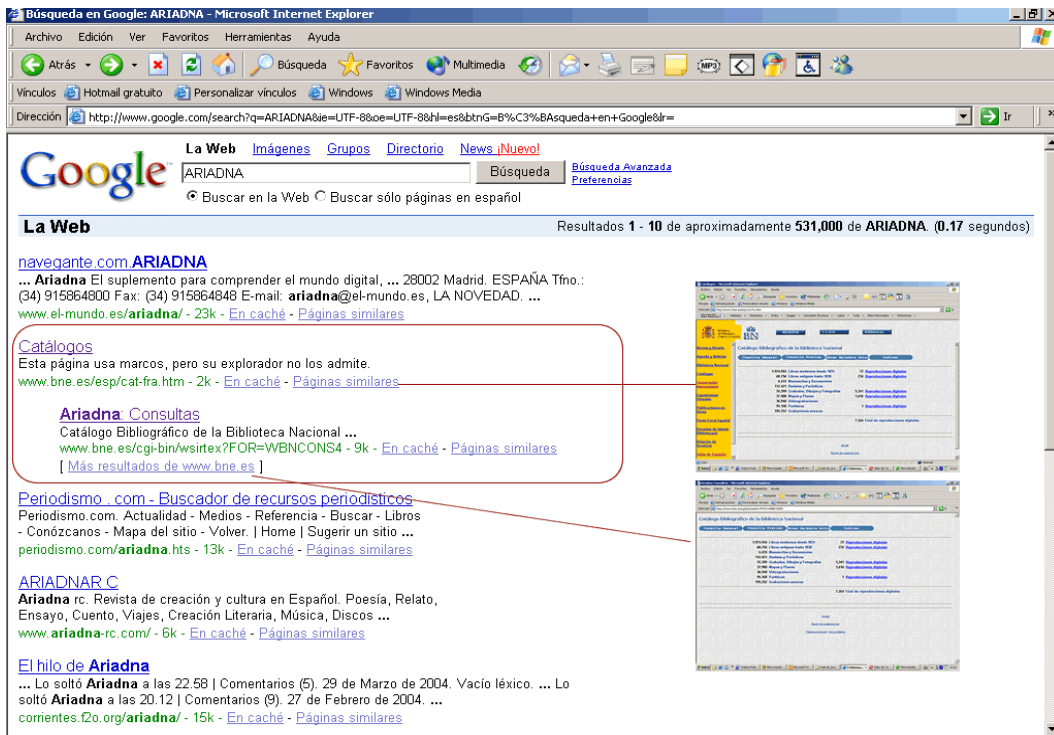 Búsqueda en Google: ARIADNA - Microsoft Internet Explorer
Archivo Edición Ver Favoritos Herramientas Ayuda
Atrás Búsqueda Favoritos Multimedia
Vínculos Hotmail gratuito Personalizar vínculos Windows Windows Media
Dirección http://www.google.com/search?q=ARIADNA&ie=UTF-8&oe=UTF-8&hl=es&btnG=B%C3%BAsqueda+en+Google&lr= Ir
La Web Imágenes Grupos Directorio News ¡Nuevo!
Google ARIADNA Búsqueda Búsqueda Avanzada
Preferencias
Buscar en la Web Buscar sólo páginas en español
La Web Resultados 1 - 10 de aproximadamente 531,000 de ARIADNA. (0.17 segundos)
navegante.com.ARIADNA
... Ariadna El suplemento para comprender el mundo digital, ... 28002 Madrid. ESPAÑA Tfno.:
(34) 915864800 Fax: (34) 915864848 E-mail: ariadna@el-mundo.es, LA NOVEDAD. ...
www.el-mundo.es/ariadna/ - 23k - En caché - Páginas similares
Catálogos
Esta página usa marcos, pero su explorador no los admite.
www.bne.es/esp/cat-fra.htm - 2k - En caché - Páginas similares
Ariadna: Consultas
Catálogo Bibliográfico de la Biblioteca Nacional ...
www.bne.es/cgi-bin/wsirtex?FOR=WBNCONS4 - 9k - En caché - Páginas similares
[ Más resultados de www.bne.es ]
Periodismo . com - Buscador de recursos periodísticos
Periodismo.com. Actualidad - Medios - Referencia - Buscar - Libros
- Conózcanos - Mapa del sitio - Volver. | Home | Sugerir un sitio ...
periodismo.com/ariadna.hts - 13k - En caché - Páginas similares
ARIADNAR C
Ariadna rc. Revista de creación y cultura en Español. Poesía, Relato,
Ensayo, Cuento, Viajes, Creación Literaria, Música, Discos ...
www.ariadna-rc.com/ - 6k - En caché - Páginas similares
El hilo de Ariadna
... Lo soltó Ariadna a las 22.58 | Comentarios (5). 29 de Marzo de 2004. Vacío léxico. ... Lo
soltó Ariadna a las 20.12 | Comentarios (9). 27 de Febrero de 2004. ...
corrientes.f2o.org/ariadna/ - 15k - En caché - Páginas similares
Catálogo Bibliográfico de la Biblioteca Nacional
Catálogo Bibliográfico de la Biblioteca Nacional